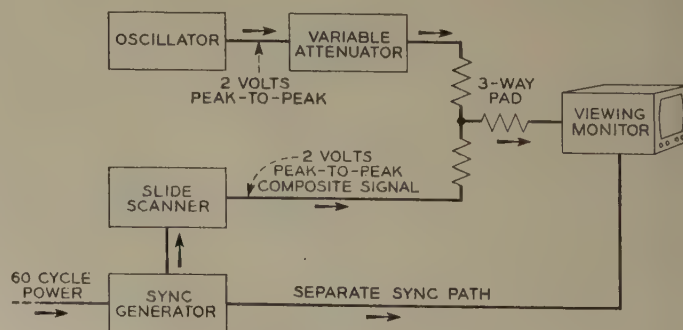 OSCILLATOR
VARIABLE
ATTENUATOR
2 VOLTS
PEAK-TO-PEAK
3-WAY
PAD
VIEWING
MONITOR
2 VOLTS
PEAK-TO-PEAK
COMPOSITE SIGNAL
SLIDE
SCANNER
60 CYCLE
POWER
SYNC
GENERATOR
SEPARATE SYNC PATH